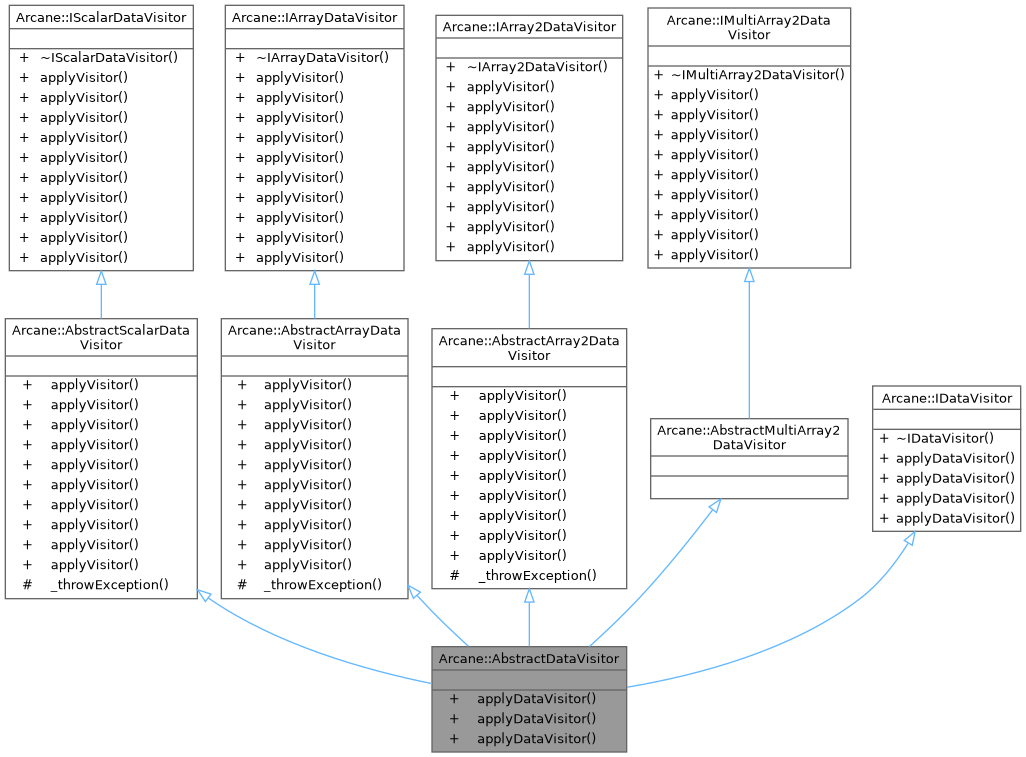 Arcane::IScalarDataVisitor
+ ~IScalarDataVisitor()
+ applyVisitor()
+ applyVisitor()
+ applyVisitor()
+ applyVisitor()
+ applyVisitor()
+ applyVisitor()
+ applyVisitor()
+ applyVisitor()
+ applyVisitor()
+ applyVisitor()
Arcane::IArrayDataVisitor
+ ~IArrayDataVisitor()
+ applyVisitor()
+ applyVisitor()
+ applyVisitor()
+ applyVisitor()
+ applyVisitor()
+ applyVisitor()
+ applyVisitor()
+ applyVisitor()
+ applyVisitor()
+ applyVisitor()
Arcane::IArray2DataVisitor
+ ~IArray2DataVisitor()
+ applyVisitor()
+ applyVisitor()
+ applyVisitor()
+ applyVisitor()
+ applyVisitor()
+ applyVisitor()
+ applyVisitor()
+ applyVisitor()
+ applyVisitor()
Arcane::IMultiArray2Data
Visitor
+ ~IMultiArray2DataVisitor()
+ applyVisitor()
+ applyVisitor()
+ applyVisitor()
+ applyVisitor()
+ applyVisitor()
+ applyVisitor()
+ applyVisitor()
+ applyVisitor()
+ applyVisitor()
Arcane::AbstractScalarData
Visitor
+ applyVisitor()
+ applyVisitor()
+ applyVisitor()
+ applyVisitor()
+ applyVisitor()
+ applyVisitor()
+ applyVisitor()
+ applyVisitor()
+ applyVisitor()
+ applyVisitor()
# _throwException()
Arcane::AbstractArrayData
Visitor
+ applyVisitor()
+ applyVisitor()
+ applyVisitor()
+ applyVisitor()
+ applyVisitor()
+ applyVisitor()
+ applyVisitor()
+ applyVisitor()
+ applyVisitor()
+ applyVisitor()
# _throwException()
Arcane::AbstractArray2Data
Visitor
+ applyVisitor()
+ applyVisitor()
+ applyVisitor()
+ applyVisitor()
+ applyVisitor()
+ applyVisitor()
+ applyVisitor()
+ applyVisitor()
+ applyVisitor()
# _throwException()
Arcane::AbstractMultiArray2
DataVisitor
Arcane::IDataVisitor
+ ~IDataVisitor()
+ applyDataVisitor()
+ applyDataVisitor()
+ applyDataVisitor()
+ applyDataVisitor()
Arcane::AbstractDataVisitor
+ applyDataVisitor()
+ applyDataVisitor()
+ applyDataVisitor()